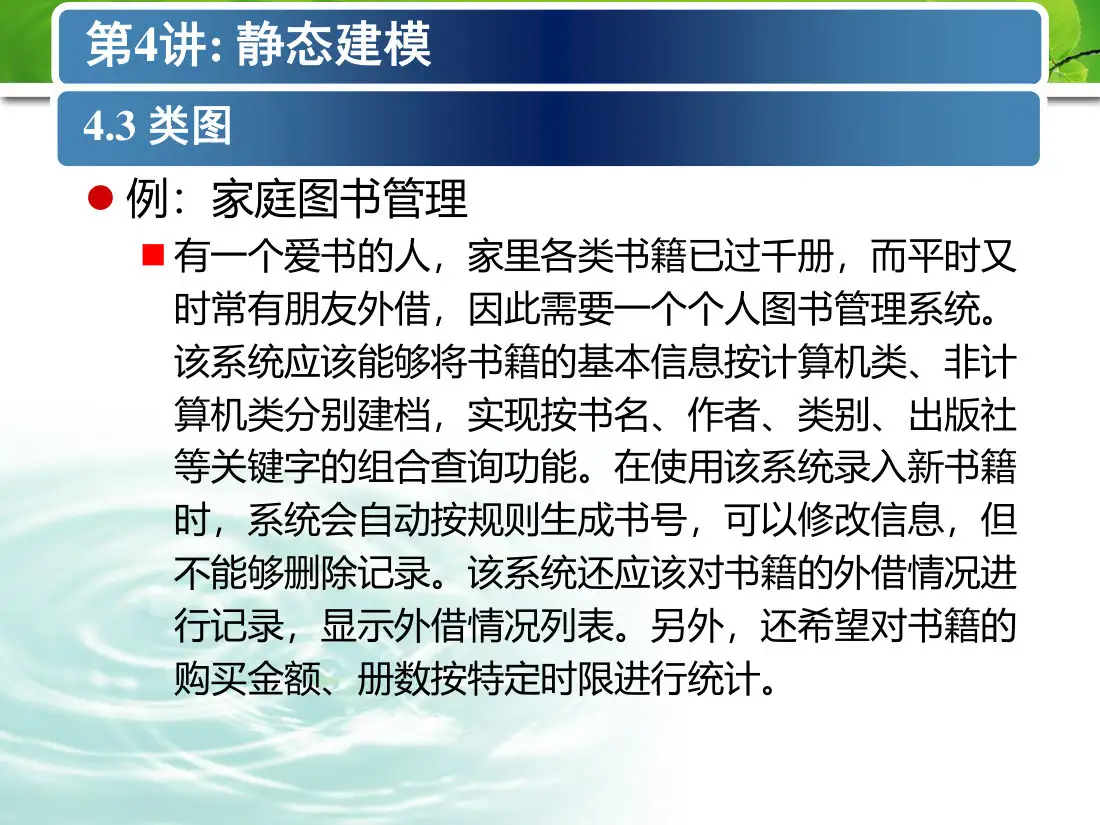 第4讲: 静态建模
4.3 类图
例：家庭图书管理
有一个爱书的人，家里各类书籍已过千册，而平时又
时常有朋友外借，因此需要一个个人图书管理系统。
该系统应该能够将书籍的基本信息按计算机类、非计
算机类分别建档，实现按书名、作者、类别、出版社
等关键字的组合查询功能。在使用该系统录入新书籍
时，系统会自动按规则生成书号，可以修改信息，但
不能够删除记录。该系统还应该对书籍的外借情况进
行记录，显示外借情况列表。另外，还希望对书籍的
购买金额、册数按特定时限进行统计。